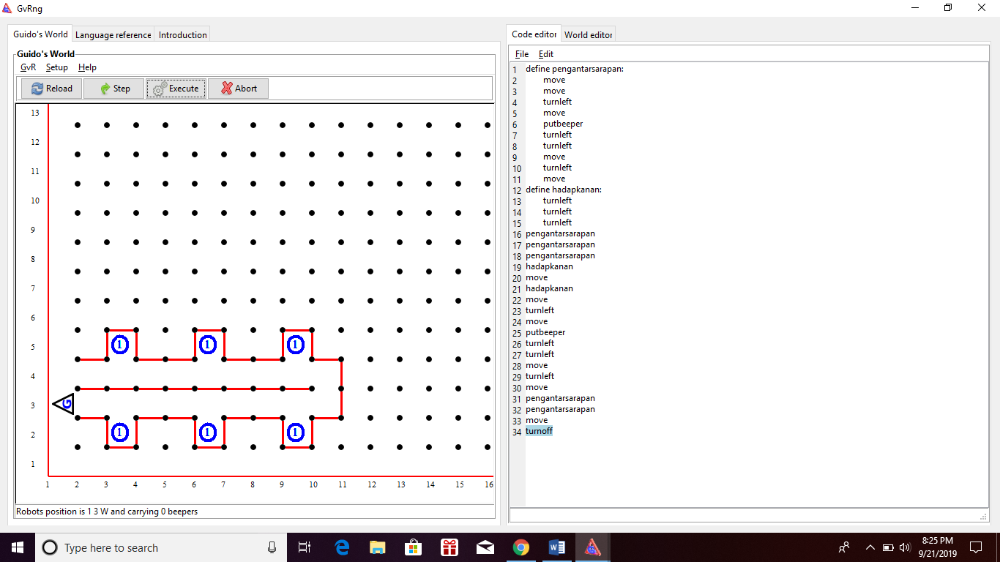 GvRng
Guido's World
Language reference
Introduction
Guido's World
GvR
Setup
Help
Reload
Step
Execute
Abort
13
12
11
10
9
8
7
6
5
4
3
2
1
1
1
1
G
1
1
1
1 2 3 4 5 6 7 8 9 10 11 12 13 14 15 16
Robots position is 1 3 W and carrying 0 beepers
Code editor
World editor
File
Edit
1 define pengantarsarapan:
2 move
3 move
4 turnleft
5 move
6 putbeeper
7 turnleft
8 turnleft
9 move
10 turnleft
11 move
12 define hadapkanan:
13 turnleft
14 turnleft
15 turnleft
16 pengantarsarapan
17 pengantarsarapan
18 pengantarsarapan
19 hadapkanan
20 move
21 hadapkanan
22 move
23 turnleft
24 move
25 putbeeper
26 turnleft
27 turnleft
28 move
29 turnleft
30 move
31 pengantarsarapan
32 pengantarsarapan
33 move
34 turnoff
Type here to search
8:25 PM
9/21/2019